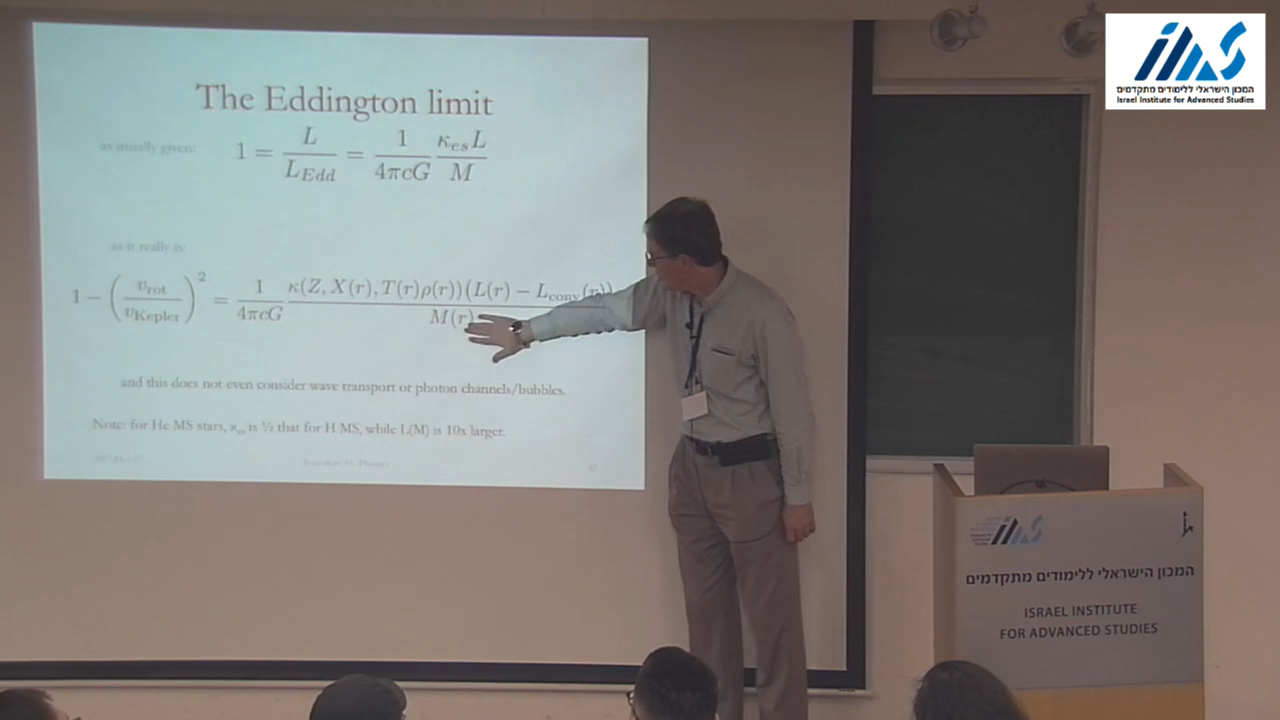 The Eddington limit
as usually given:
1 = L / L_Edd = 1 / 4πcG κ_es L / M
as it really is:
1 − (v_rot / v_Kepler)² = 1 / 4πcG κ(Z, X(r), T(r)ρ(r))(L(r) − L_conv(r)) / M(r)
and this does not even consider wave transport or photon channels/bubbles.
Note: for He MS stars, κ_es is ½ that for H MS, while L(M) is 10x larger.
ias
המכון הישראלי ללימודים מתקדמים
Israel Institute for Advanced Studies
ias
המכון הישראלי ללימודים מתקדמים
ISRAEL INSTITUTE
FOR ADVANCED STUDIES